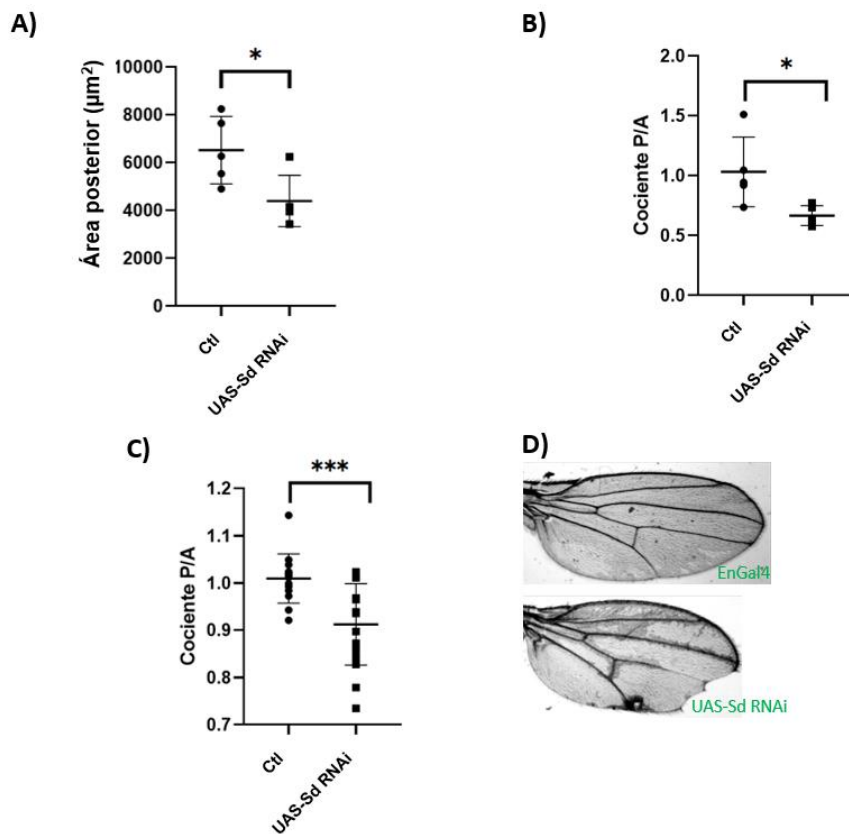 A)
*
Área posterior (µm²)
10000
8000
6000
4000
2000
0
Ctl
UAS-Sd RNAi
B)
*
Cociente P/A
2.0
1.5
1.0
0.5
0.0
Ctl
UAS-Sd RNAi
C)
***
Cociente P/A
1.2
1.1
1.0
0.9
0.8
0.7
Ctl
UAS-Sd RNAi
D)
EnGal4
UAS-Sd RNAi